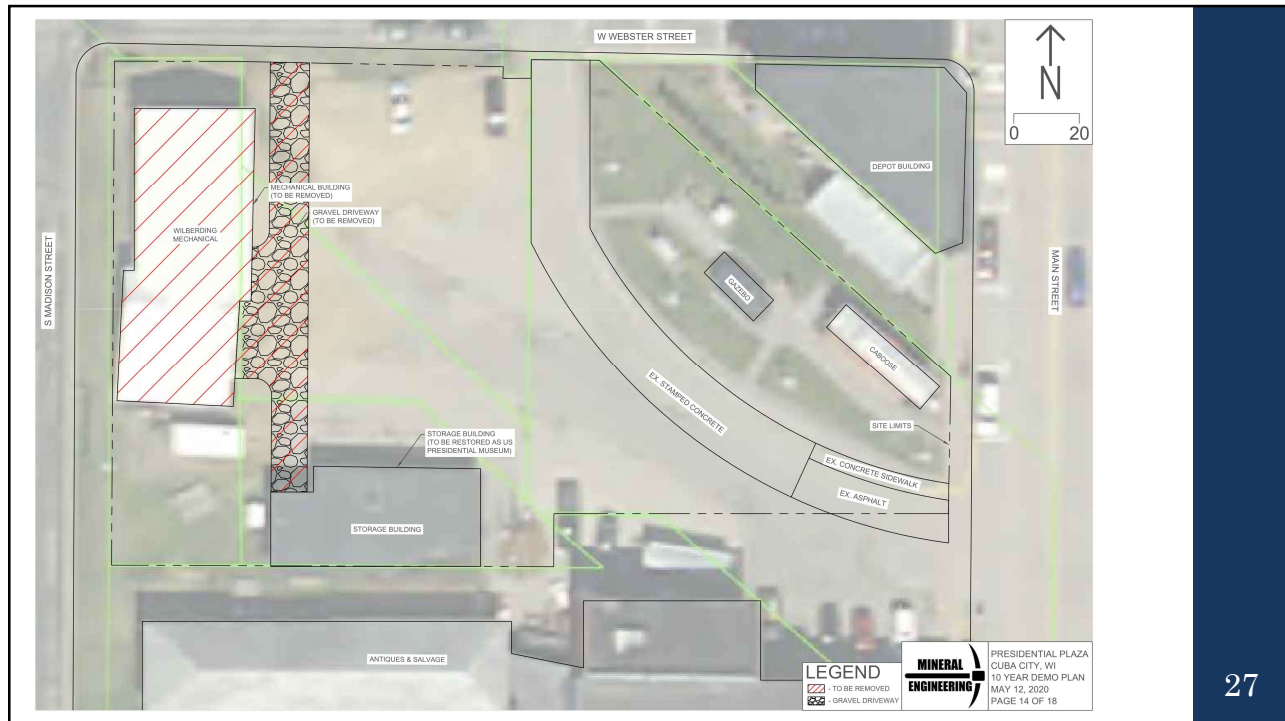 W WEBSTER STREET
N
0 20
DEPOT BUILDING
MECHANICAL BUILDING
(TO BE REMOVED)
GRAVEL DRIVEWAY
(TO BE REMOVED)
WILBERDING
MECHANICAL
S MADISON STREET
MAIN STREET
GAZEBO
CABOOSE
EX. STAMPED CONCRETE
SITE LIMITS
STORAGE BUILDING
(TO BE RESTORED AS US
PRESIDENTIAL MUSEUM)
EX. CONCRETE SIDEWALK
EX. ASPHALT
STORAGE BUILDING
ANTIQUES & SALVAGE
LEGEND
- TO BE REMOVED
- GRAVEL DRIVEWAY
MINERAL
ENGINEERING
PRESIDENTIAL PLAZA
CUBA CITY, WI
10 YEAR DEMO PLAN
MAY 12, 2020
PAGE 14 OF 18
27